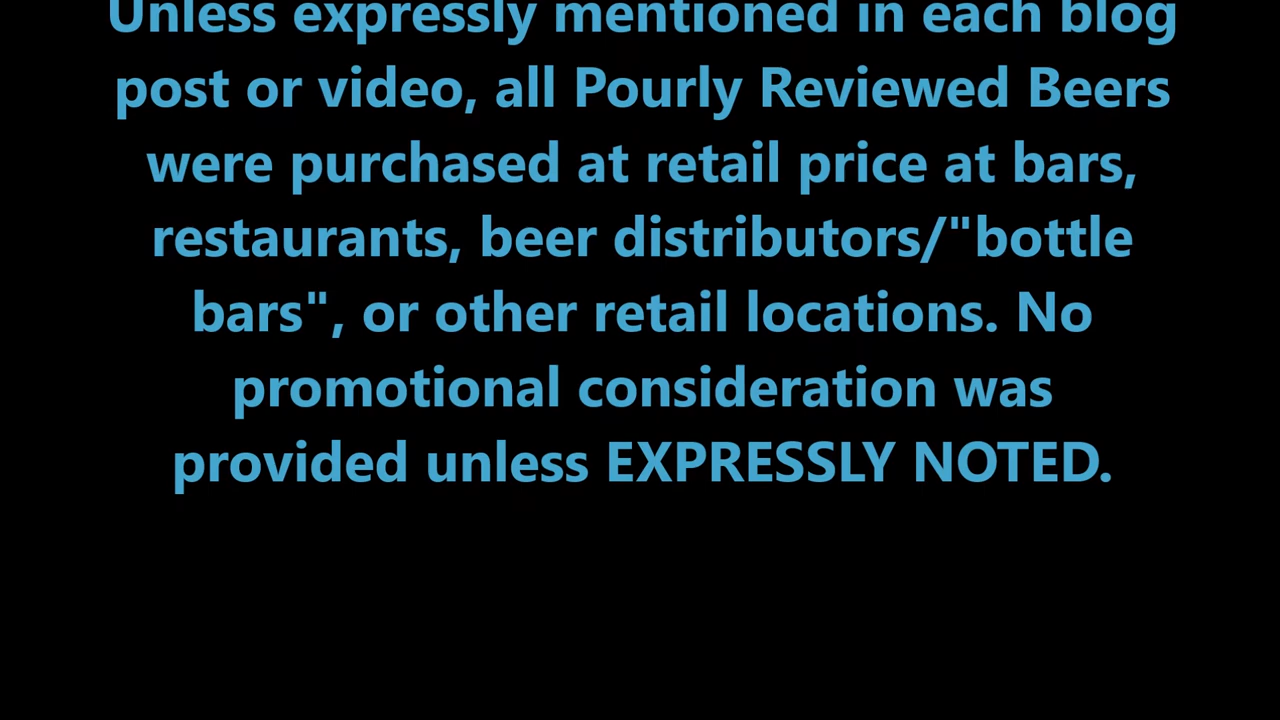 Unless expressly mentioned in each blog
post or video, all Pourly Reviewed Beers
were purchased at retail price at bars,
restaurants, beer distributors/"bottle
bars", or other retail locations. No
promotional consideration was
provided unless EXPRESSLY NOTED.